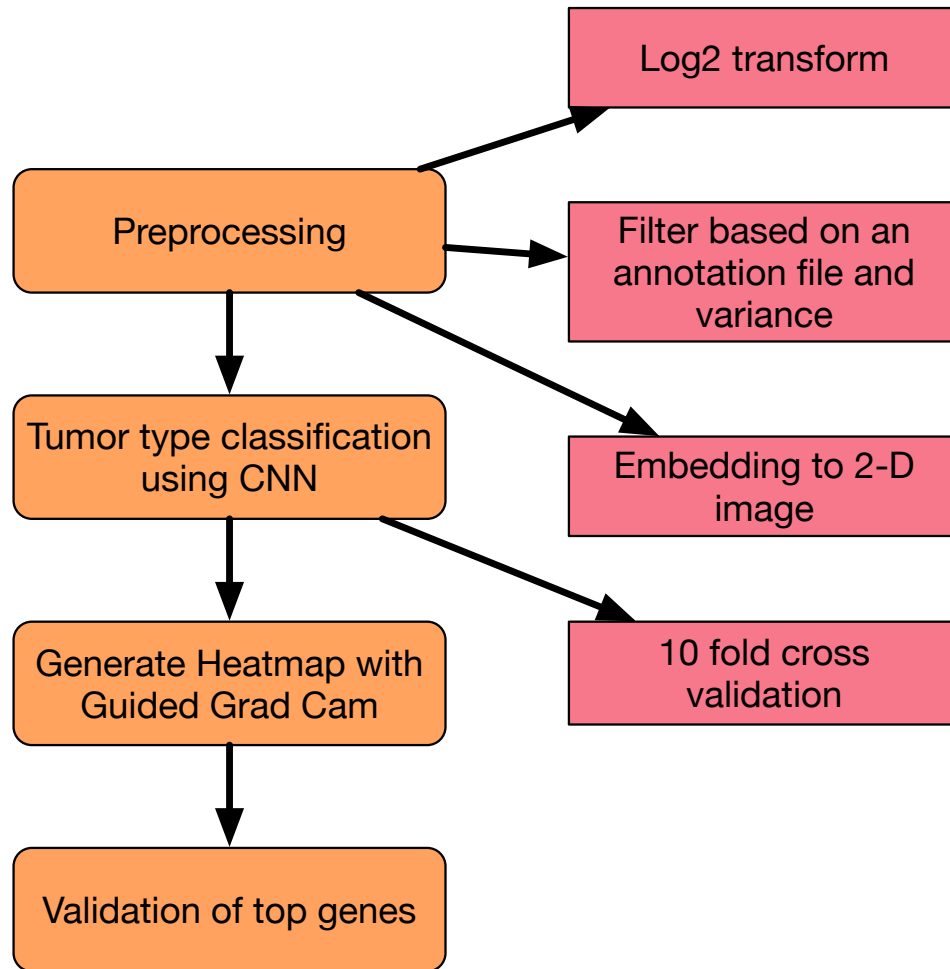 Log2 transform
Preprocessing
Filter based on an
annotation file and
variance
Tumor type classification
using CNN
Embedding to 2-D
image
Generate Heatmap with
Guided Grad Cam
10 fold cross
validation
Validation of top genes